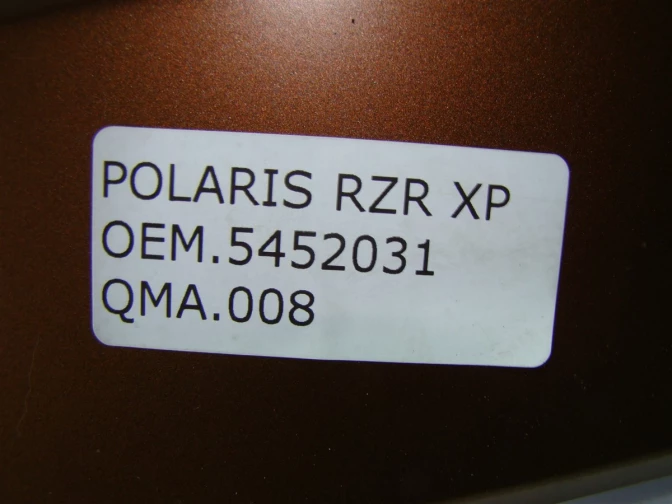 POLARIS RZR XP
OEM.5452031
QMA.008